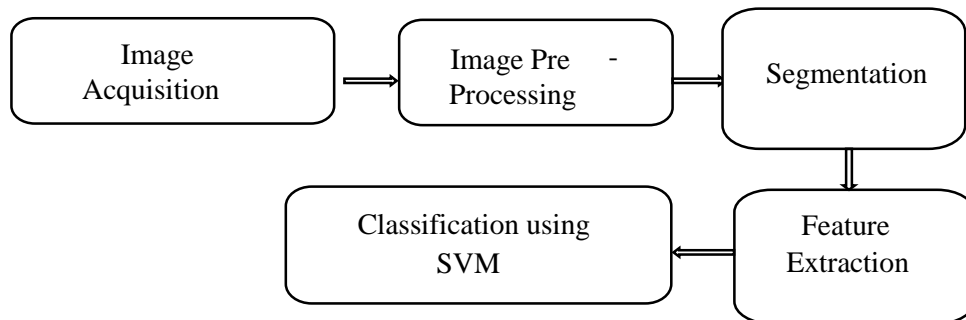 Image
Acquisition
Image Pre -
Processing
Segmentation
Feature
Extraction
Classification using
SVM